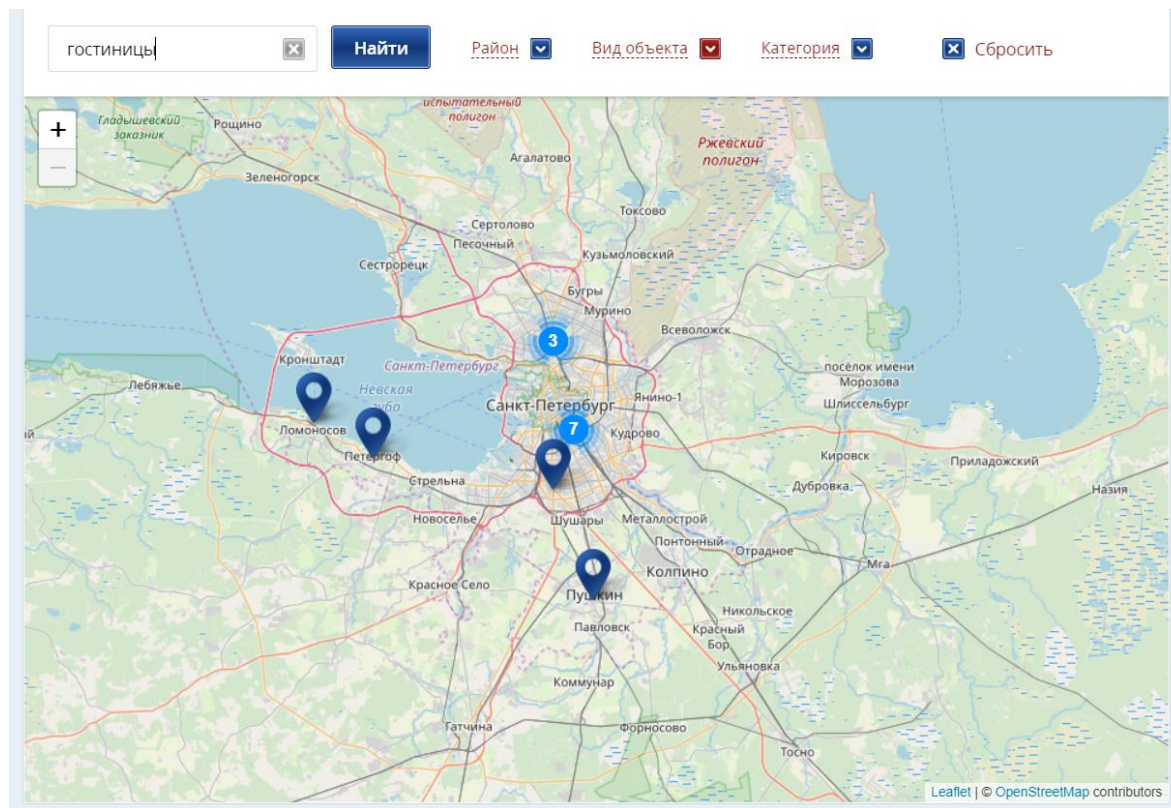 гостиницы
Найти
Район
Вид объекта
Категория
Сбросить
+
−
Гладышевский
заказник
Рощино
испытательный
полигон
Ржевский
полигон
Агалатово
Зеленогорск
Токсово
Сертолово
Песочный
Кузьмоловский
Сестрорецк
Бугры
Мурино
3
Всеволожск
Кронштадт
Санкт-Петербург
посёлок имени
Морозова
Лебяжье
Невская
губа
Янино-1
Шлиссельбург
Санкт-Петербург
Ломоносов
7
Кудрово
Петергоф
Кировск
Приладожский
Стрельна
Дубровка
Назия
Новоселье
Шушары
Металлострой
Понтонный
Отрадное
Мга
Колпино
Красное Село
Пушкин
Никольское
Павловск
Красный
Бор
Ульяновка
Коммунар
Гатчина
Форносово
Тосно
Leaflet | © OpenStreetMap contributors